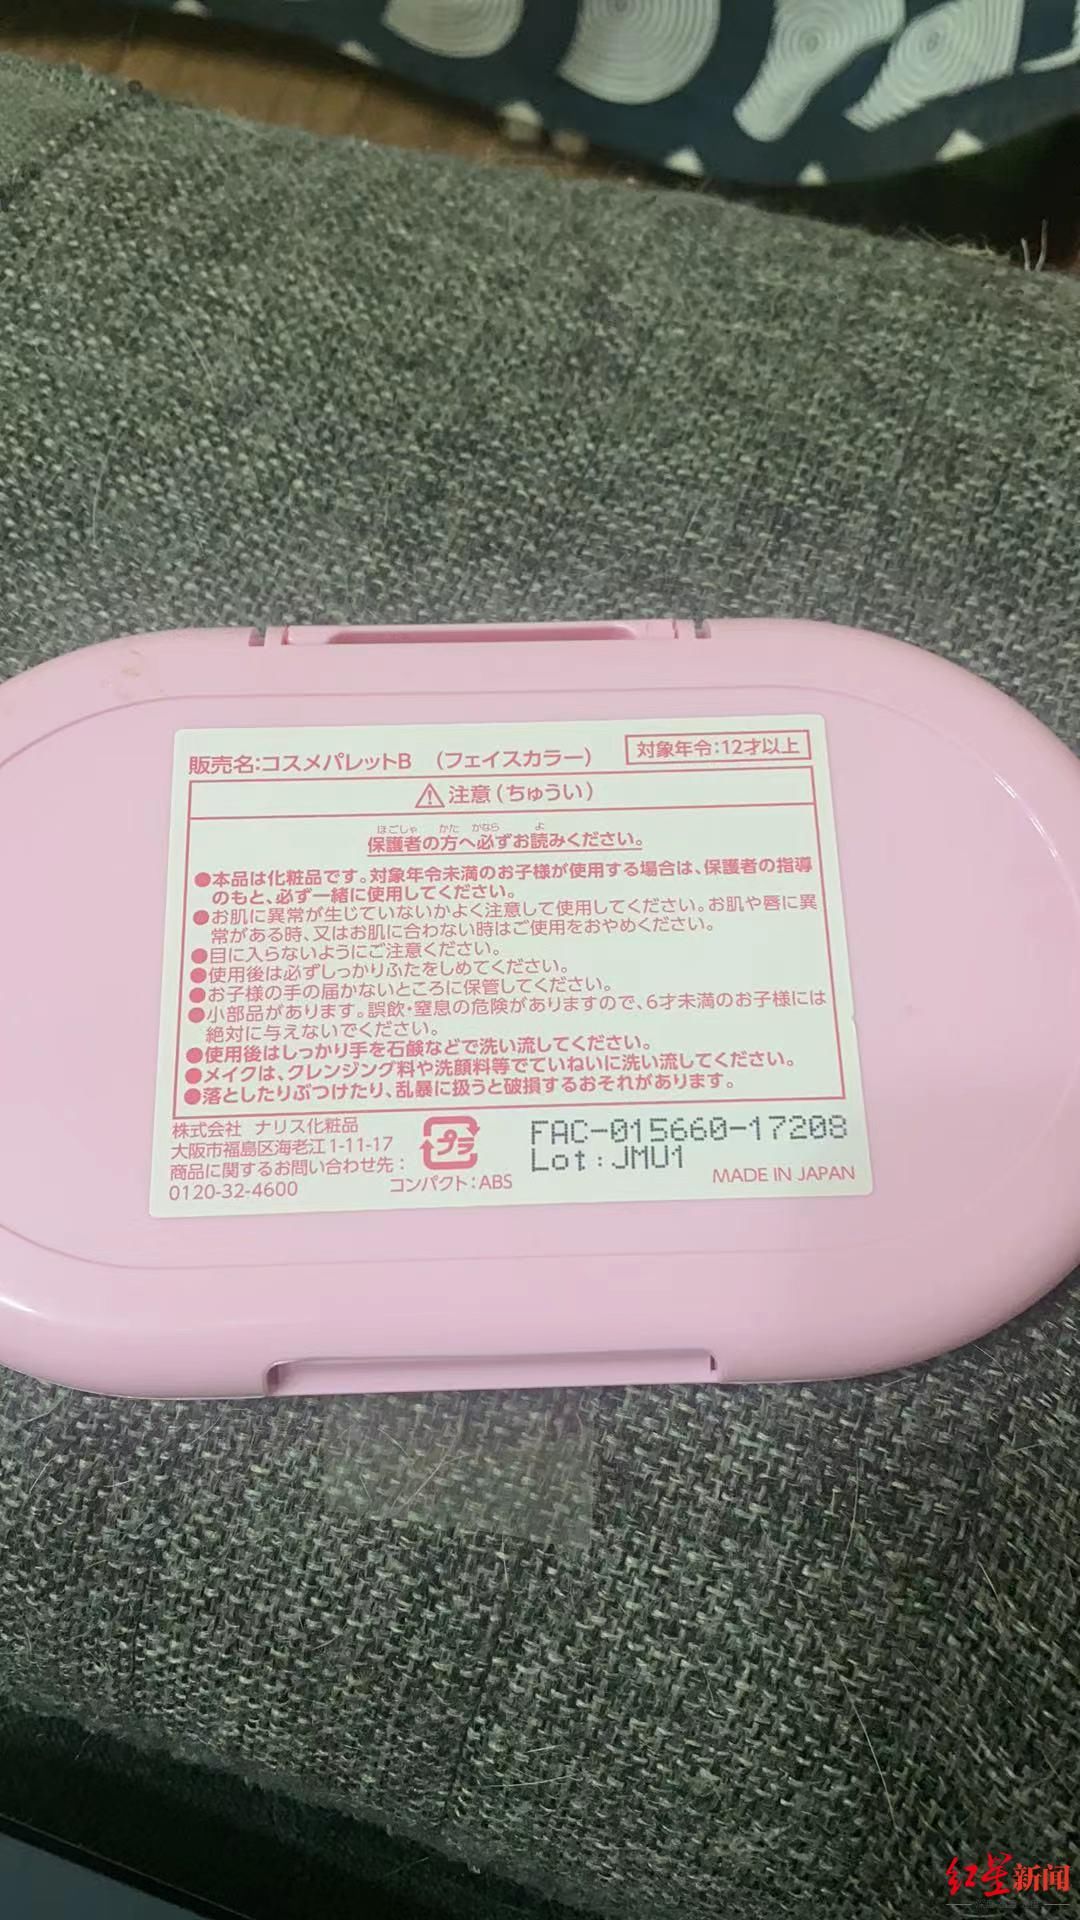 販売名:コスメパレットB (フェイスカラー)
対象年令:12才以上
⚠注意(ちゅうい)
ほごしゃ かた かなら よ
保護者の方へ必ずお読みください。
●本品は化粧品です。対象年令未満のお子様が使用する場合は、保護者の指導
のもと、必ず一緒に使用してください。
●お肌に異常が生じていないかよく注意して使用してください。お肌や唇に異
常がある時、又はお肌に合わない時はご使用をおやめください。
●目に入らないようにご注意ください。
●使用後は必ずしっかりふたをしめてください。
●お子様の手の届かないところに保管してください。
●小部品があります。誤飲・窒息の危険がありますので、6才未満のお子様には
絶対に与えないでください。
●使用後はしっかり手を石鹸などで洗い流してください。
●メイクは、クレンジング料や洗顔料等でていねいに洗い流してください。
●落としたりぶつけたり、乱暴に扱うと破損するおそれがあります。
株式会社 ナリス化粧品
大阪市福島区海老江1-11-17
商品に関するお問い合わせ先:
0120-32-4600
プラ
コンパクト:ABS
FAC-015660-17208
Lot:JMU1
MADE IN JAPAN
红星新闻